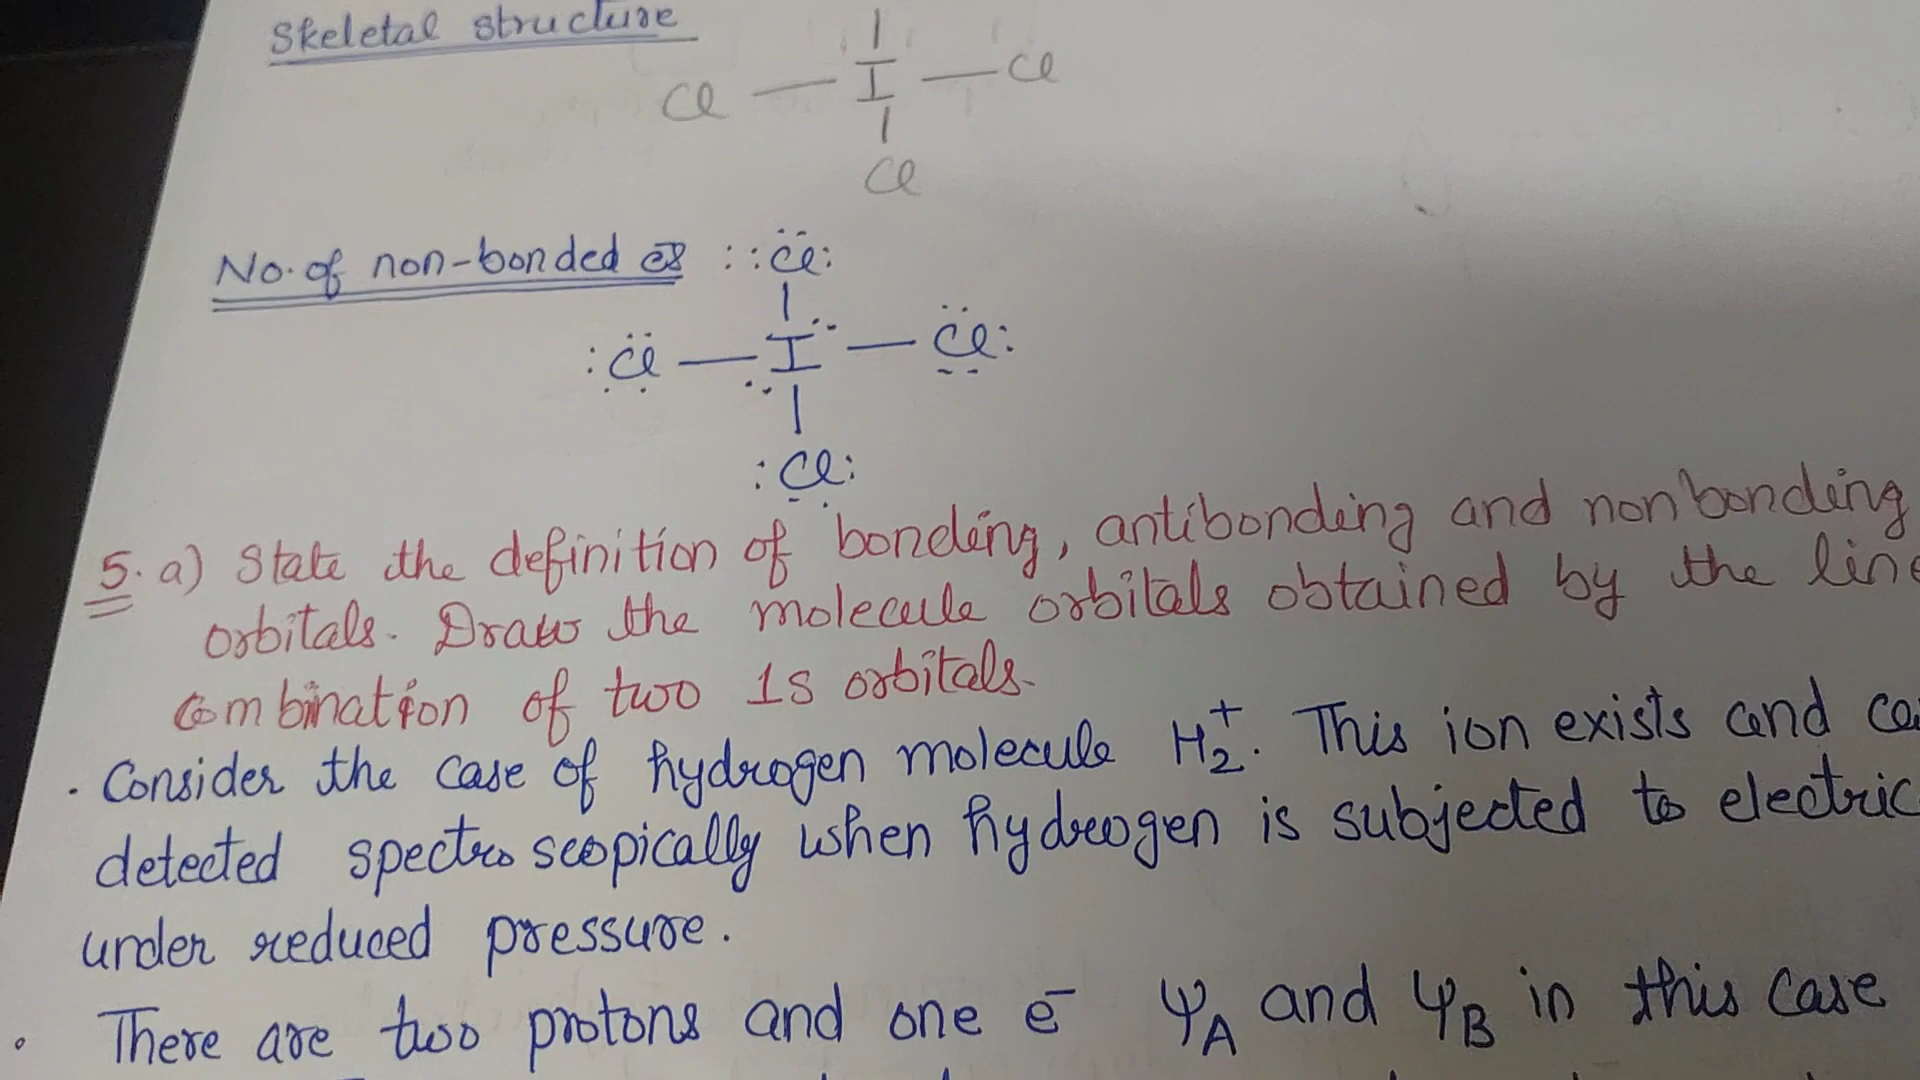 Skeletal structure
I
Cl — I — Cl
I
Cl
No. of non-bonded es : : Cl :
I
: Cl — I — Cl :
I
: Cl :
5. a) State the definition of bonding, antibonding and nonbonding
orbitals. Draw the molecule orbitals obtained by the
combination of two 1s orbitals.
. Consider the case of hydrogen molecule H₂⁺. This ion exists and
detected spectroscopically when hydrogen is subjected to electric
under reduced pressure.
. There are two protons and one e⁻ ψA and ψB in this case